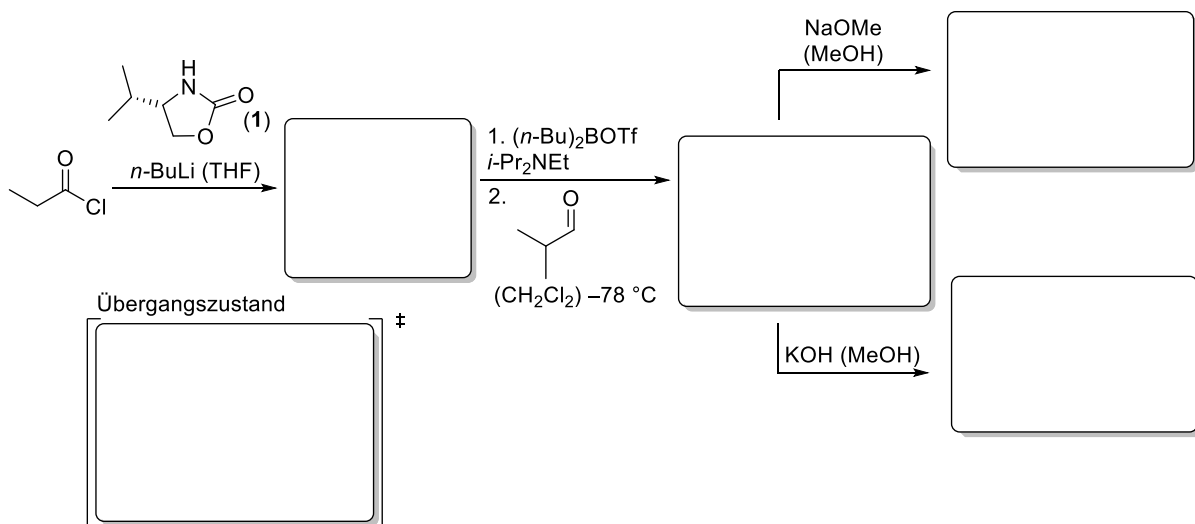 H
N
O
O
(1)
O
Cl
n-BuLi (THF)
1. (n-Bu)2BOTf
i-Pr2NEt
2.
O
(CH2Cl2) –78 °C
NaOMe
(MeOH)
KOH (MeOH)
Übergangszustand
‡